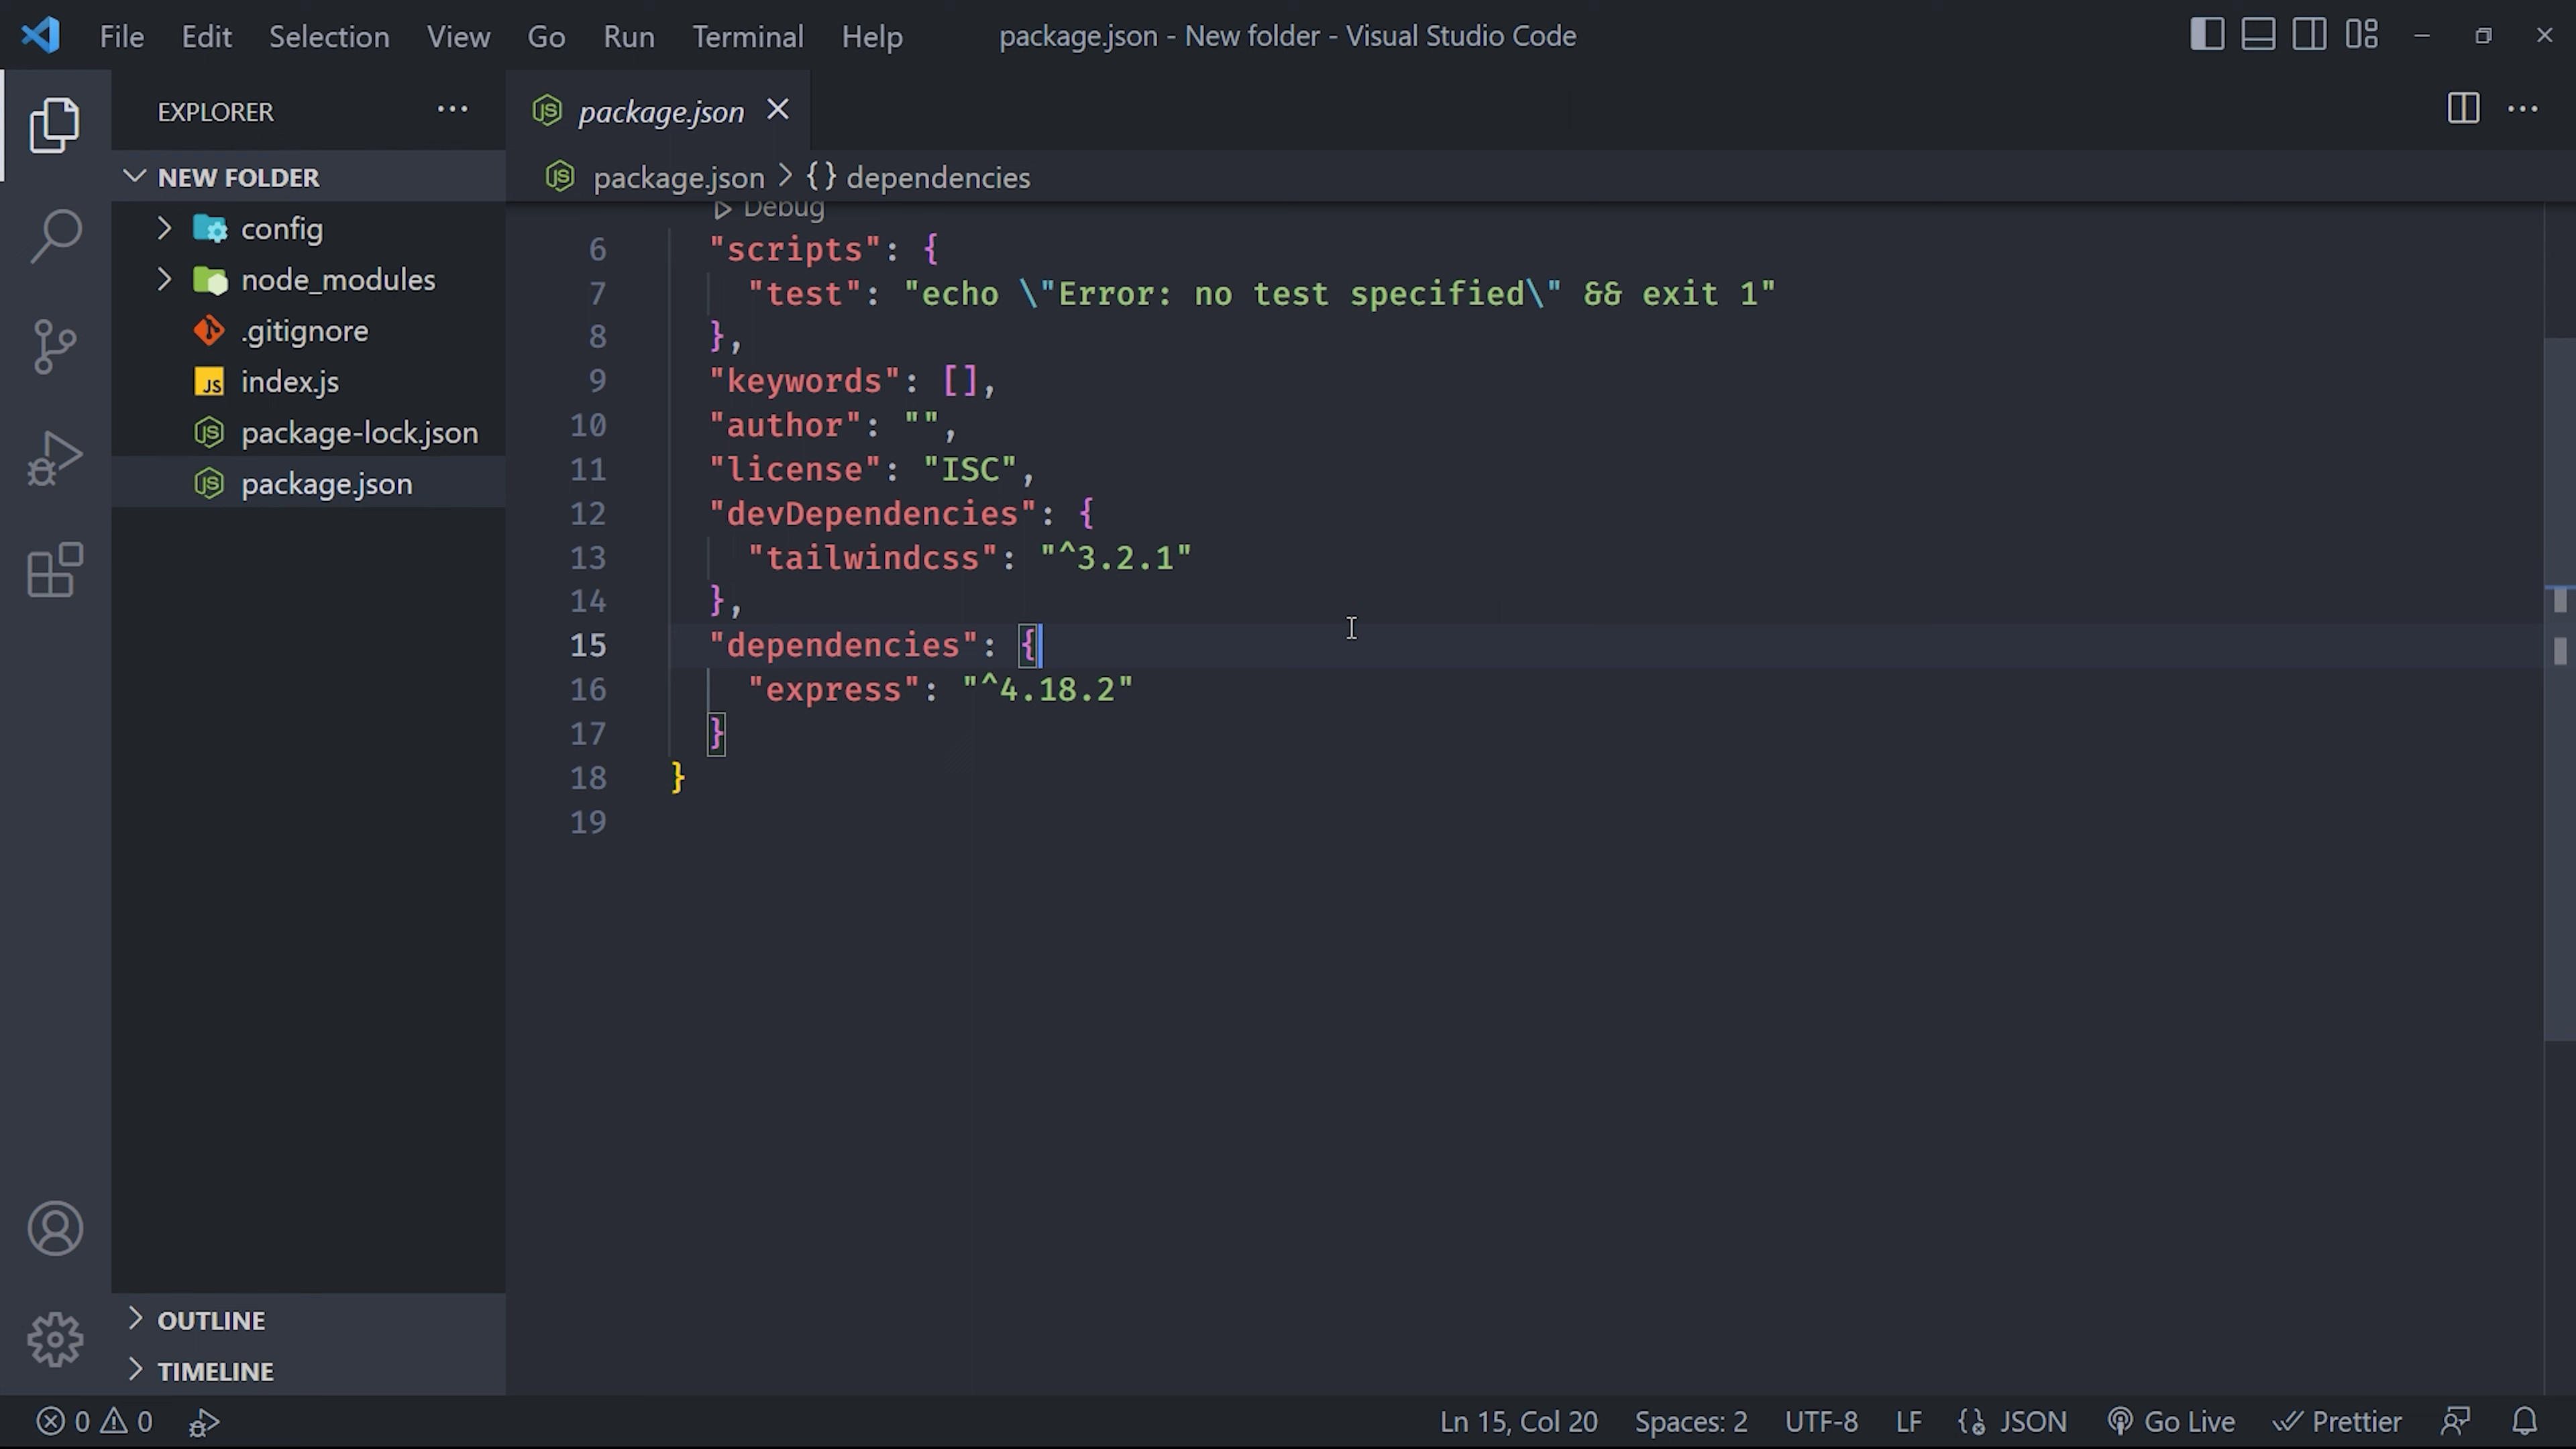 File Edit Selection View Go Run Terminal Help package.json - New folder - Visual Studio Code
EXPLORER
NEW FOLDER
config
node_modules
.gitignore
JS index.js
package-lock.json
package.json
OUTLINE
TIMELINE
package.json
package.json > {} dependencies
Debug
6 "scripts": {
7 "test": "echo \"Error: no test specified\" && exit 1"
8 },
9 "keywords": [],
10 "author": "",
11 "license": "ISC",
12 "devDependencies": {
13 "tailwindcss": "^3.2.1"
14 },
15 "dependencies": {
16 "express": "^4.18.2"
17 }
18 }
19
0 0 Ln 15, Col 20 Spaces: 2 UTF-8 LF JSON Go Live Prettier